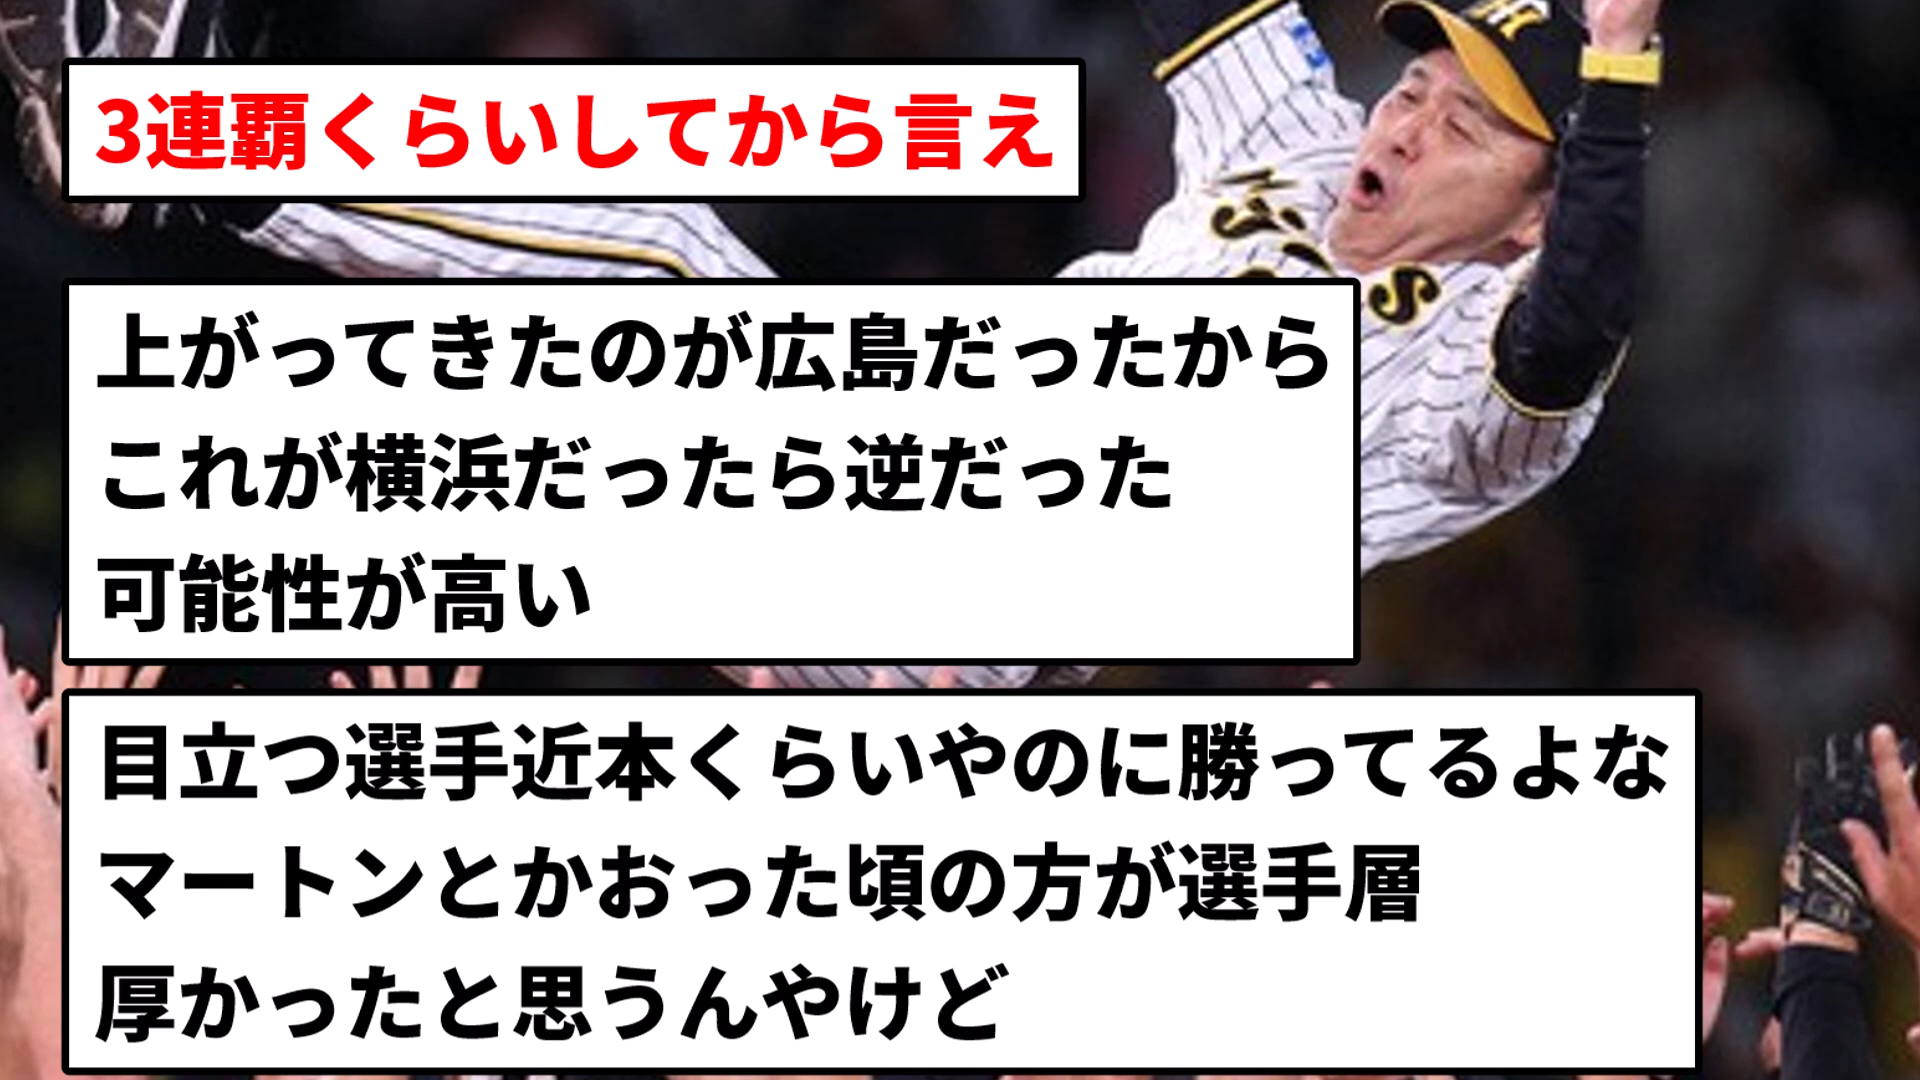 3連覇くらいしてから言え
上がってきたのが広島だったから
これが横浜だったら逆だった
可能性が高い
目立つ選手近本くらいやのに勝ってるよな
マートンとかおった頃の方が選手層
厚かったと思うんやけど